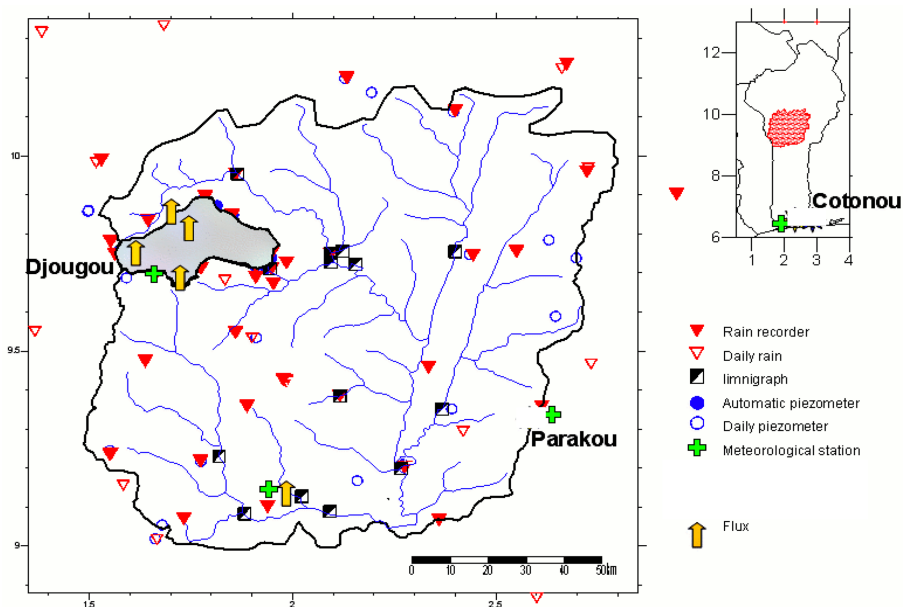 12
10
8
6
1 2 3 4
Cotonou
10
9.5
9
Djougou
Parakou
0 10 20 30 40 50km
1.5 2 2.5
Rain recorder
Daily rain
limnigraph
Automatic piezometer
Daily piezometer
Meteorological station
Flux